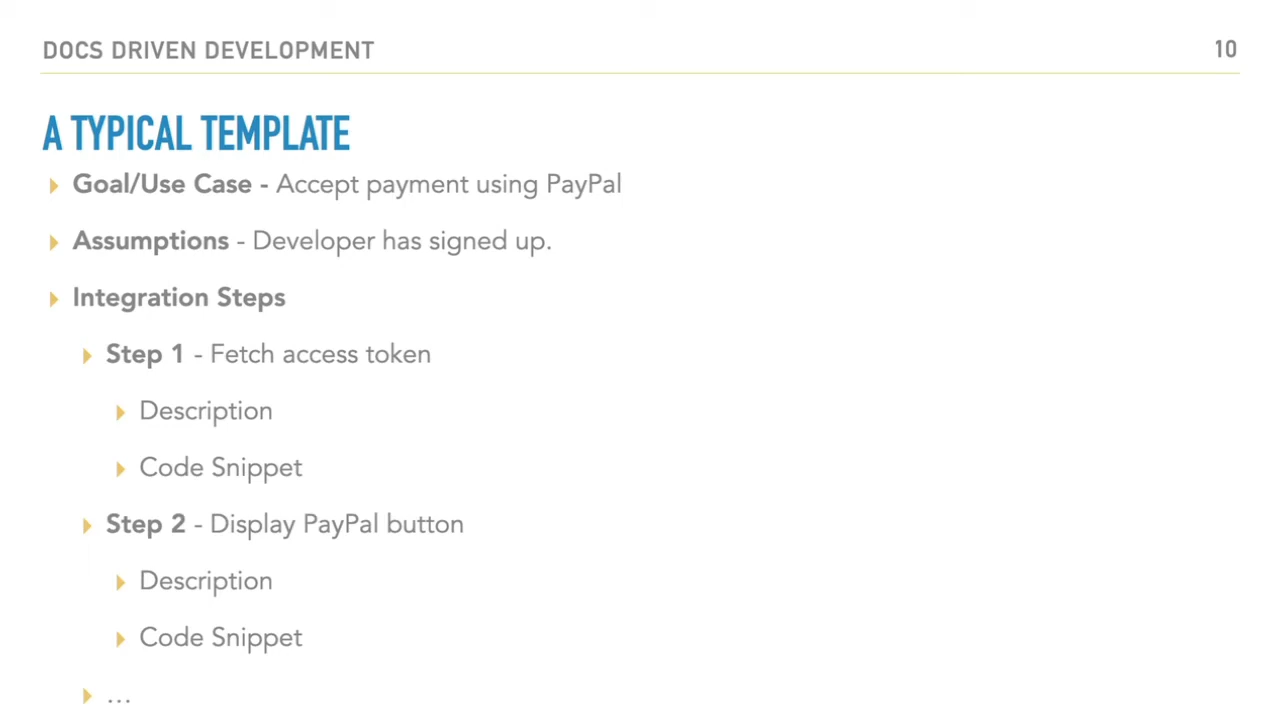 DOCS DRIVEN DEVELOPMENT
10
A TYPICAL TEMPLATE
Goal/Use Case - Accept payment using PayPal
Assumptions - Developer has signed up.
Integration Steps
Step 1 - Fetch access token
Description
Code Snippet
Step 2 - Display PayPal button
Description
Code Snippet
…